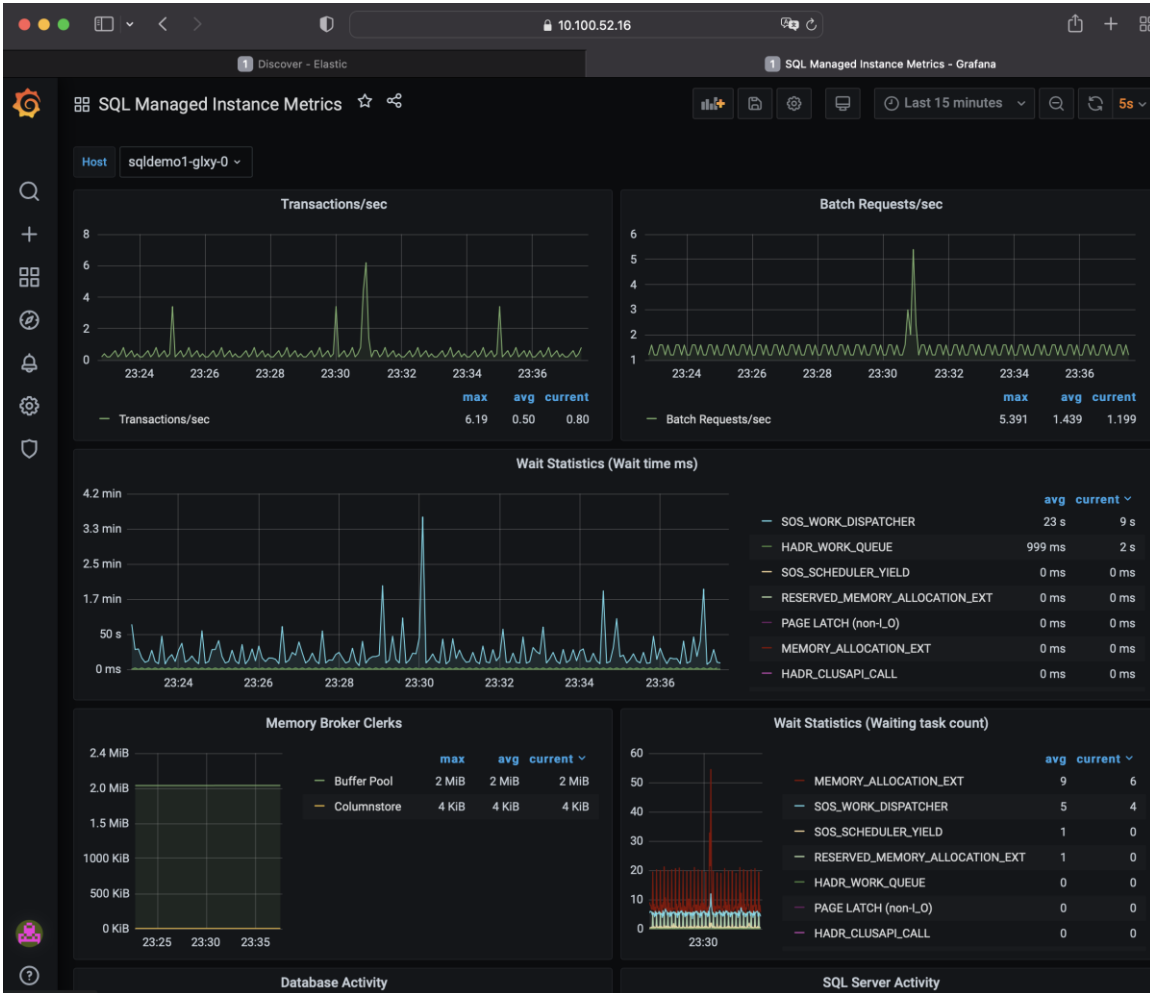 10.100.52.16
1 Discover - Elastic
1 SQL Managed Instance Metrics - Grafana
SQL Managed Instance Metrics
Last 15 minutes
5s
Host sqldemo1-glxy-0
Transactions/sec
8
6
4
2
0
23:24 23:26 23:28 23:30 23:32 23:34 23:36
max avg current
Transactions/sec 6.19 0.50 0.80
Batch Requests/sec
6
5
4
3
2
1
23:24 23:26 23:28 23:30 23:32 23:34 23:36
max avg current
Batch Requests/sec 5.391 1.439 1.199
Wait Statistics (Wait time ms)
4.2 min
3.3 min
2.5 min
1.7 min
50 s
0 ms
23:24 23:26 23:28 23:30 23:32 23:34 23:36
avg current
SOS_WORK_DISPATCHER 23 s 9 s
HADR_WORK_QUEUE 999 ms 2 s
SOS_SCHEDULER_YIELD 0 ms 0 ms
RESERVED_MEMORY_ALLOCATION_EXT 0 ms 0 ms
PAGE LATCH (non-I_O) 0 ms 0 ms
MEMORY_ALLOCATION_EXT 0 ms 0 ms
HADR_CLUSAPI_CALL 0 ms 0 ms
Memory Broker Clerks
2.4 MiB
2.0 MiB
1.5 MiB
1000 KiB
500 KiB
0 KiB
23:25 23:30 23:35
max avg current
Buffer Pool 2 MiB 2 MiB 2 MiB
Columnstore 4 KiB 4 KiB 4 KiB
Wait Statistics (Waiting task count)
60
50
40
30
20
10
0
23:30
avg current
MEMORY_ALLOCATION_EXT 9 6
SOS_WORK_DISPATCHER 5 4
SOS_SCHEDULER_YIELD 1 0
RESERVED_MEMORY_ALLOCATION_EXT 1 0
HADR_WORK_QUEUE 0 0
PAGE LATCH (non-I_O) 0 0
HADR_CLUSAPI_CALL 0 0
Database Activity
SQL Server Activity